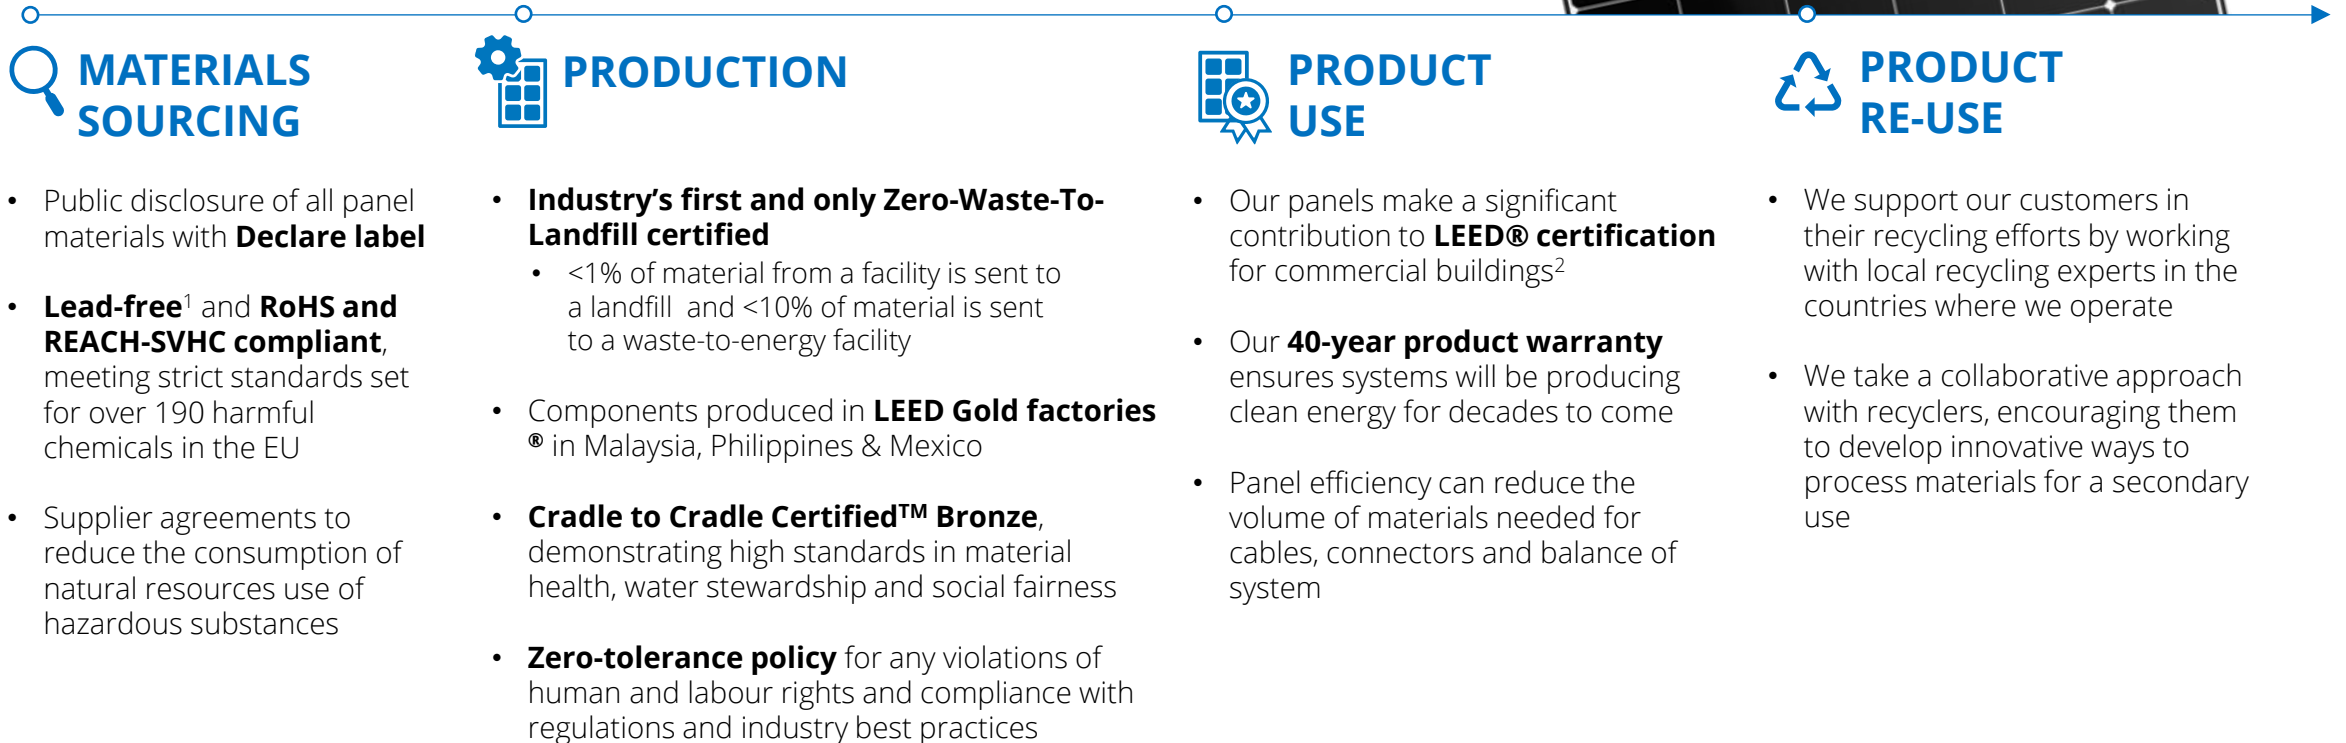 MATERIALS
SOURCING
• Public disclosure of all panel
materials with Declare label
• Lead-free1 and RoHS and
REACH-SVHC compliant,
meeting strict standards set
for over 190 harmful
chemicals in the EU
• Supplier agreements to
reduce the consumption of
natural resources use of
hazardous substances
PRODUCTION
• Industry’s first and only Zero-Waste-To-
Landfill certified
• <1% of material from a facility is sent to
a landfill and <10% of material is sent
to a waste-to-energy facility
• Components produced in LEED Gold factories
® in Malaysia, Philippines & Mexico
• Cradle to Cradle Certified™ Bronze,
demonstrating high standards in material
health, water stewardship and social fairness
• Zero-tolerance policy for any violations of
human and labour rights and compliance with
regulations and industry best practices
PRODUCT
USE
• Our panels make a significant
contribution to LEED® certification
for commercial buildings2
• Our 40-year product warranty
ensures systems will be producing
clean energy for decades to come
• Panel efficiency can reduce the
volume of materials needed for
cables, connectors and balance of
system
PRODUCT
RE-USE
• We support our customers in
their recycling efforts by working
with local recycling experts in the
countries where we operate
• We take a collaborative approach
with recyclers, encouraging them
to develop innovative ways to
process materials for a secondary
use